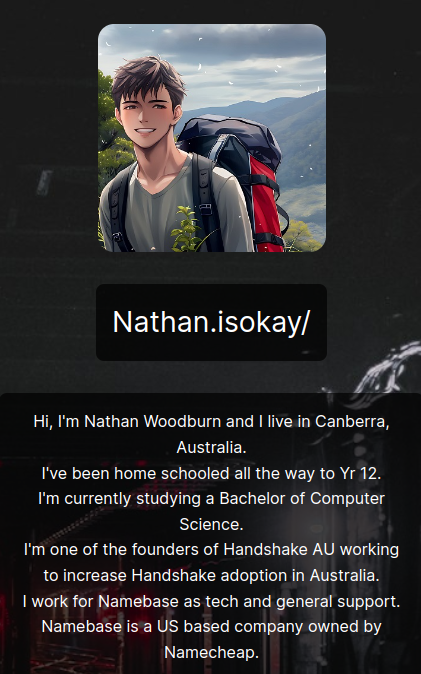 Nathan.isokay/
Hi, I'm Nathan Woodburn and I live in Canberra,
Australia.
I've been home schooled all the way to Yr 12.
I'm currently studying a Bachelor of Computer
Science.
I'm one of the founders of Handshake AU working
to increase Handshake adoption in Australia.
I work for Namebase as tech and general support.
Namebase is a US based company owned by
Namecheap.